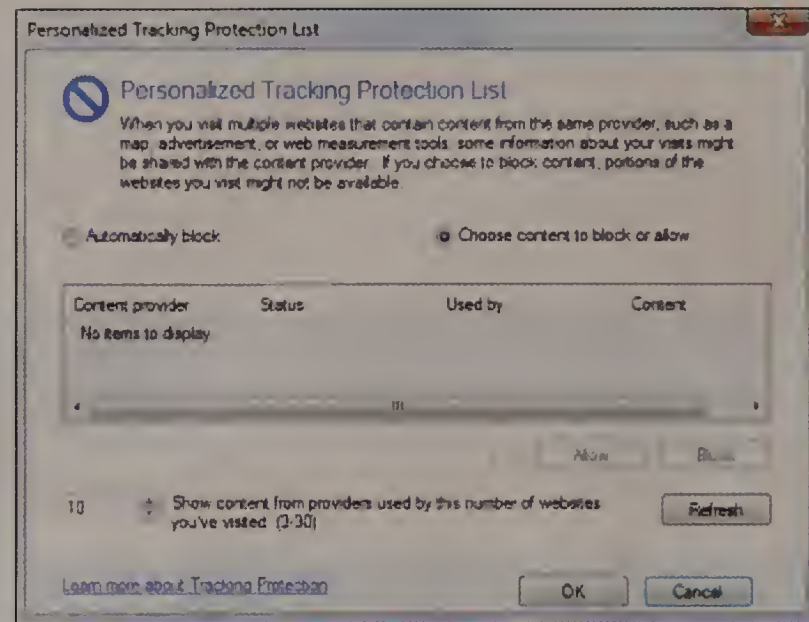 Personalized Tracking Protection List
Personalized Tracking Protection List
When you visit multiple websites that contain content from the same provider, such as a
map, advertisement, or web measurement tools, some information about your visits might
be shared with the content provider. If you choose to block content, portions of the
websites you visit might not be available.
Automatically block Choose content to block or allow
Content provider Status Used by Content
No items to display
Allow Block
10 Show content from providers used by this number of websites
you've visited (3-30) Refresh
Learn more about Tracking Protection OK Cancel